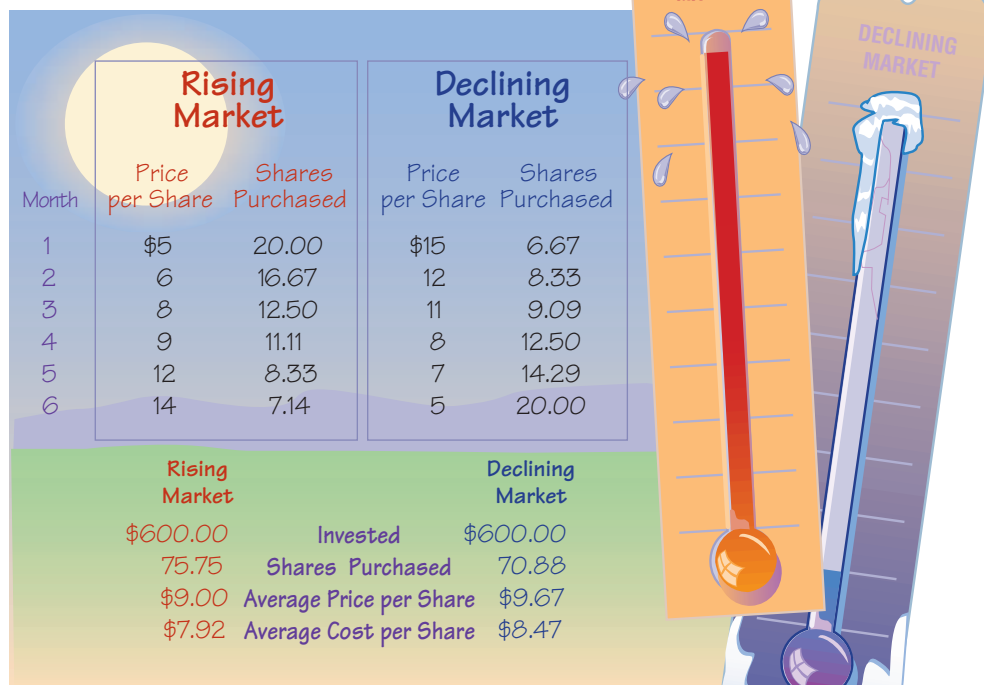 Rising
Market
Declining
Market
Month
Price
per Share
Shares
Purchased
Price
per Share
Shares
Purchased
1 $5 20.00 $15 6.67
2 6 16.67 12 8.33
3 8 12.50 11 9.09
4 9 11.11 8 12.50
5 12 8.33 7 14.29
6 14 7.14 5 20.00
Rising
Market
Declining
Market
$600.00 Invested $600.00
75.75 Shares Purchased 70.88
$9.00 Average Price per Share $9.67
$7.92 Average Cost per Share $8.47
DECLINING
MARKET